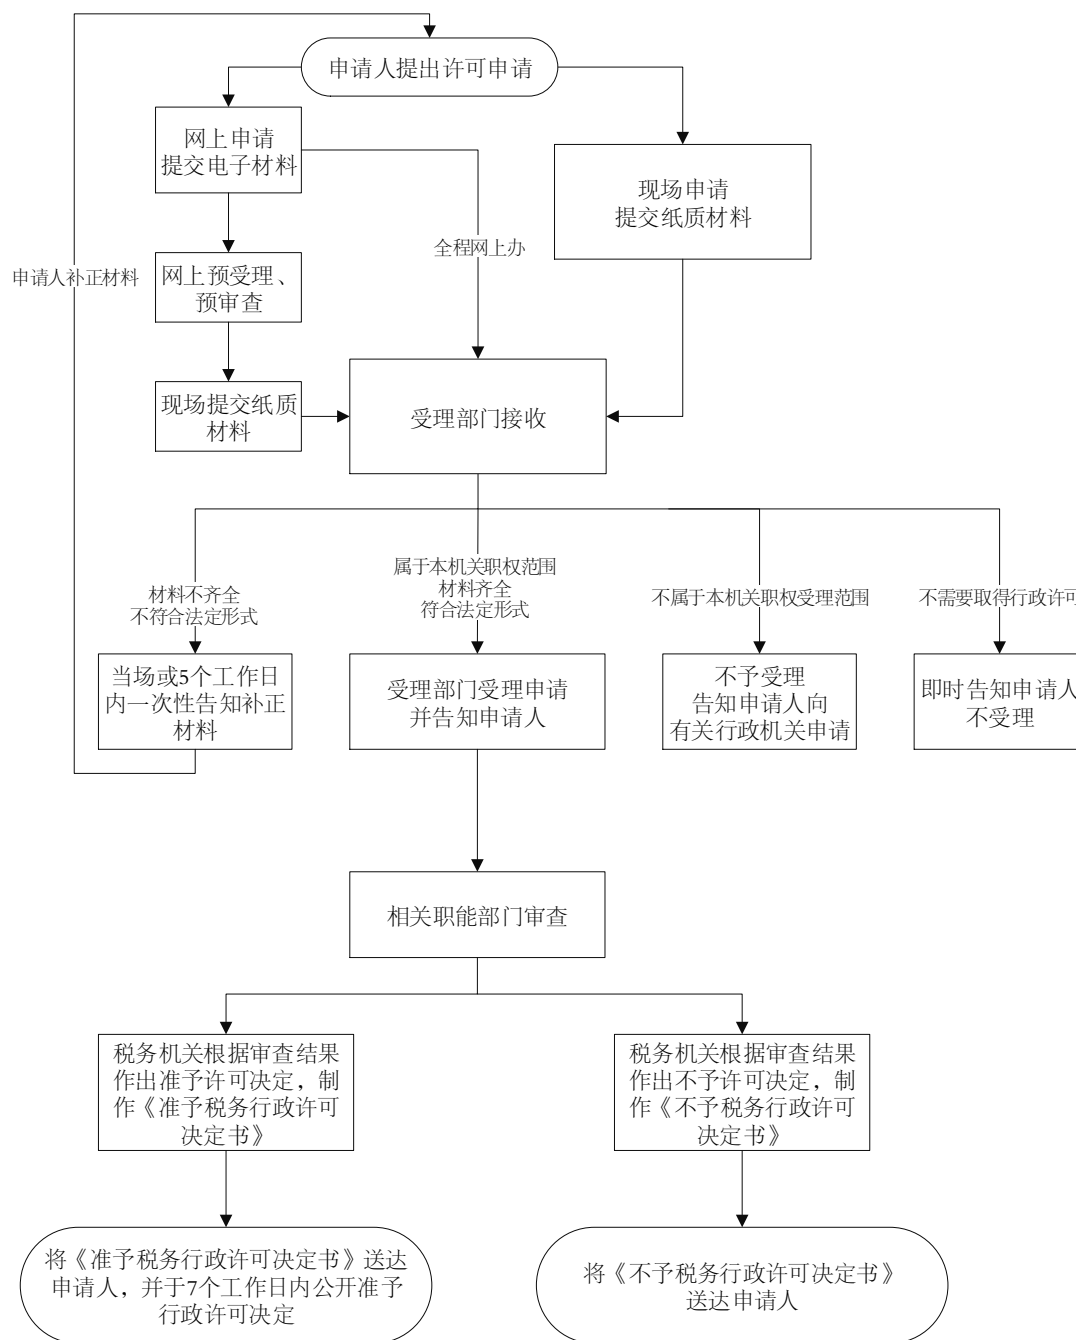 申请人提出许可申请
网上申请
提交电子材料
现场申请
提交纸质材料
全程网上办
申请人补正材料
网上预受理、
预审查
现场提交纸质
材料
受理部门接收
材料不齐全
不符合法定形式
属于本机关职权范围
材料齐全
符合法定形式
不属于本机关职权受理范围
不需要取得行政许可
当场或5个工作日
内一次性告知补正
材料
受理部门受理申请
并告知申请人
不予受理
告知申请人向
有关行政机关申请
即时告知申请人
不受理
相关职能部门审查
税务机关根据审查结果
作出准予许可决定，制
作《准予税务行政许可
决定书》
税务机关根据审查结果
作出不予许可决定，制
作《不予税务行政许可
决定书》
将《准予税务行政许可决定书》送达
申请人，并于7个工作日内公开准予
行政许可决定
将《不予税务行政许可决定书》
送达申请人